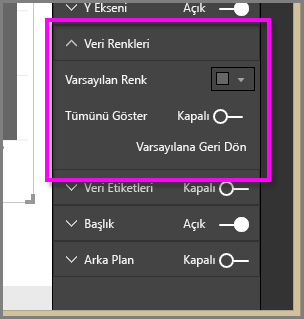 Y Ekseni Açık
Veri Renkleri
Varsayılan Renk
Tümünü Göster Kapalı
Varsayılana Geri Dön
Veri Etiketleri Kapalı
Başlık Açık
Arka Plan Kapalı